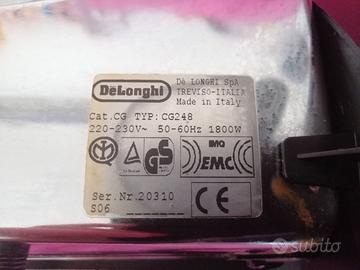 DeLonghi
De LONGHI SpA
TREVISO-ITALIA
Made in Italy
Cat.CG TYP:CG248
220-230V~ 50-60Hz 1800W
GS
IMQ
EMC
CE
Ser.Nr.20310
S06
subito